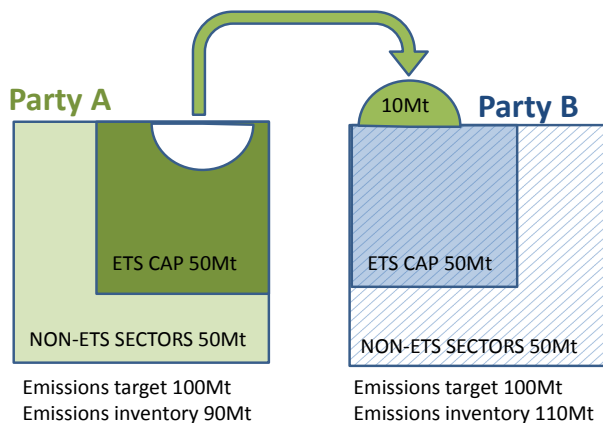 Party A
10Mt
Party B
ETS CAP 50Mt
ETS CAP 50Mt
NON-ETS SECTORS 50Mt
NON-ETS SECTORS 50Mt
Emissions target 100Mt
Emissions inventory 90Mt
Emissions target 100Mt
Emissions inventory 110Mt